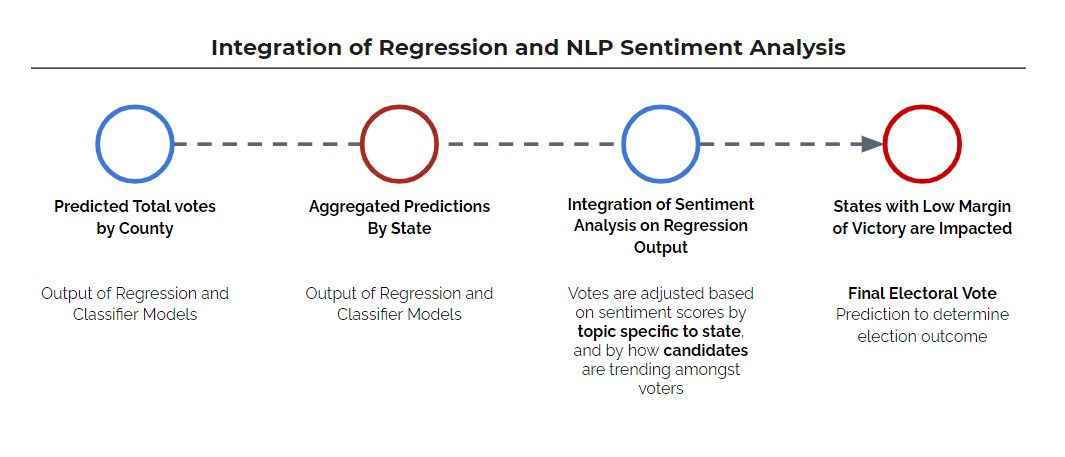 Integration of Regression and NLP Sentiment Analysis
Predicted Total votes
by County
Output of Regression and
Classifier Models
Aggregated Predictions
By State
Output of Regression and
Classifier Models
Integration of Sentiment
Analysis on Regression
Output
Votes are adjusted based
on sentiment scores by
topic specific to state,
and by how candidates
are trending amongst
voters
States with Low Margin
of Victory are Impacted
Final Electoral Vote
Prediction to determine
election outcome